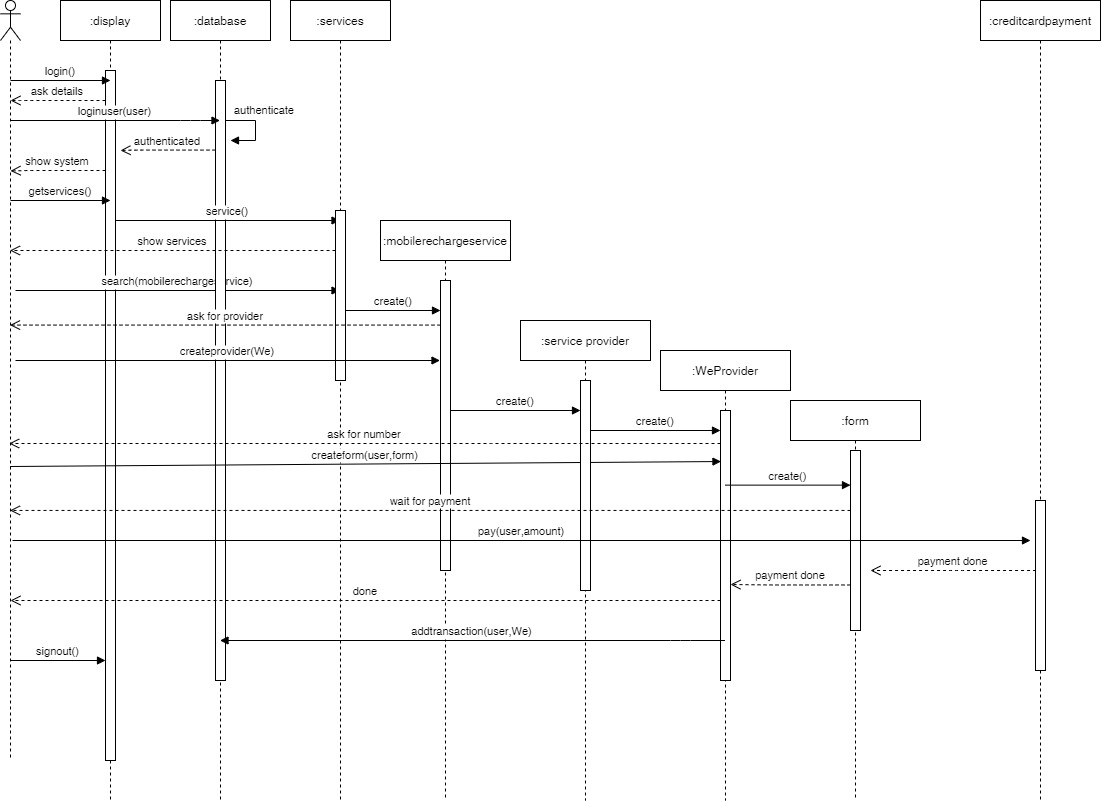 :display
:database
:services
:creditcardpayment
login()
ask details
loginuser(user)
authenticate
authenticated
show system
getservices()
service()
show services
:mobilerechargeservice
search(mobilerecharge rvice)
create()
ask for provider
:service provider
createprovider(We)
:WeProvider
create()
create()
:form
ask for number
createform(user,form)
create()
wait for payment
pay(user,amount)
payment done
payment done
done
addtransaction(user,We)
signout()